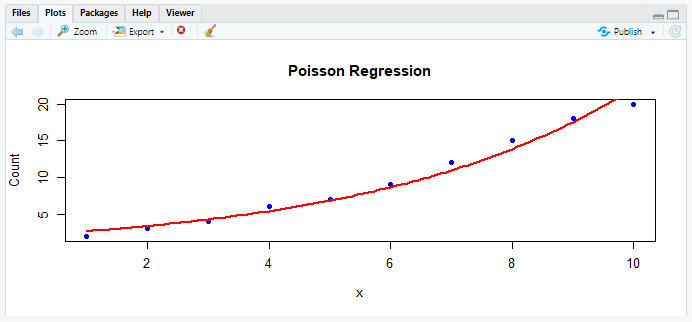 Files Plots Packages Help Viewer
Zoom Export Publish
Poisson Regression
20
15
10
5
Count
2 4 6 8 10
x